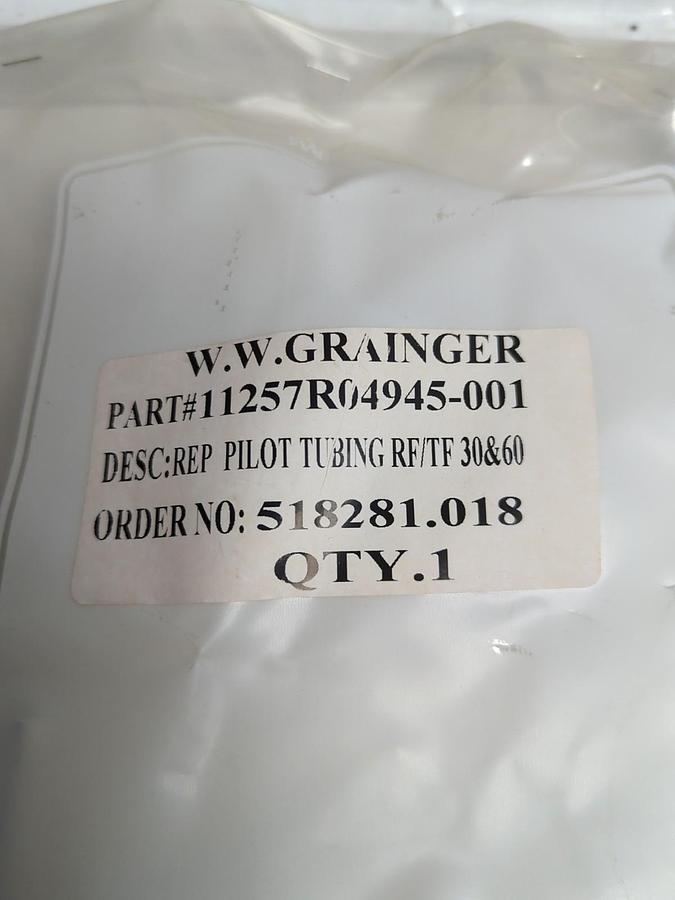 W.W.GRAINGER
PART#11257R04945-001
DESC:REP PILOT TUBING RF/TF 30&60
ORDER NO: 518281.018
QTY.1